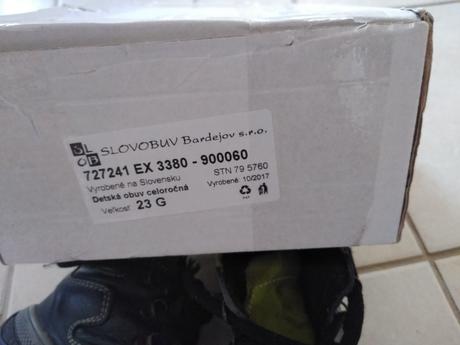 SL
OB
SLOVOBUV Bardejov s.r.o.
727241 EX 3380 - 900060
Vyrobené na Slovensku
STN 79 5760
Detská obuv celoročná
Vyrobené: 10/2017
Veľkosť 23 G